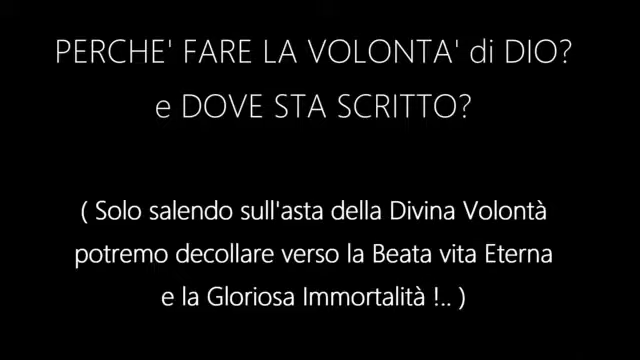 PERCHE' FARE LA VOLONTA' di DIO?
e DOVE STA SCRITTO?
( Solo salendo sull'asta della Divina Volontà
potremo decollare verso la Beata vita Eterna
e la Gloriosa Immortalità !.. )